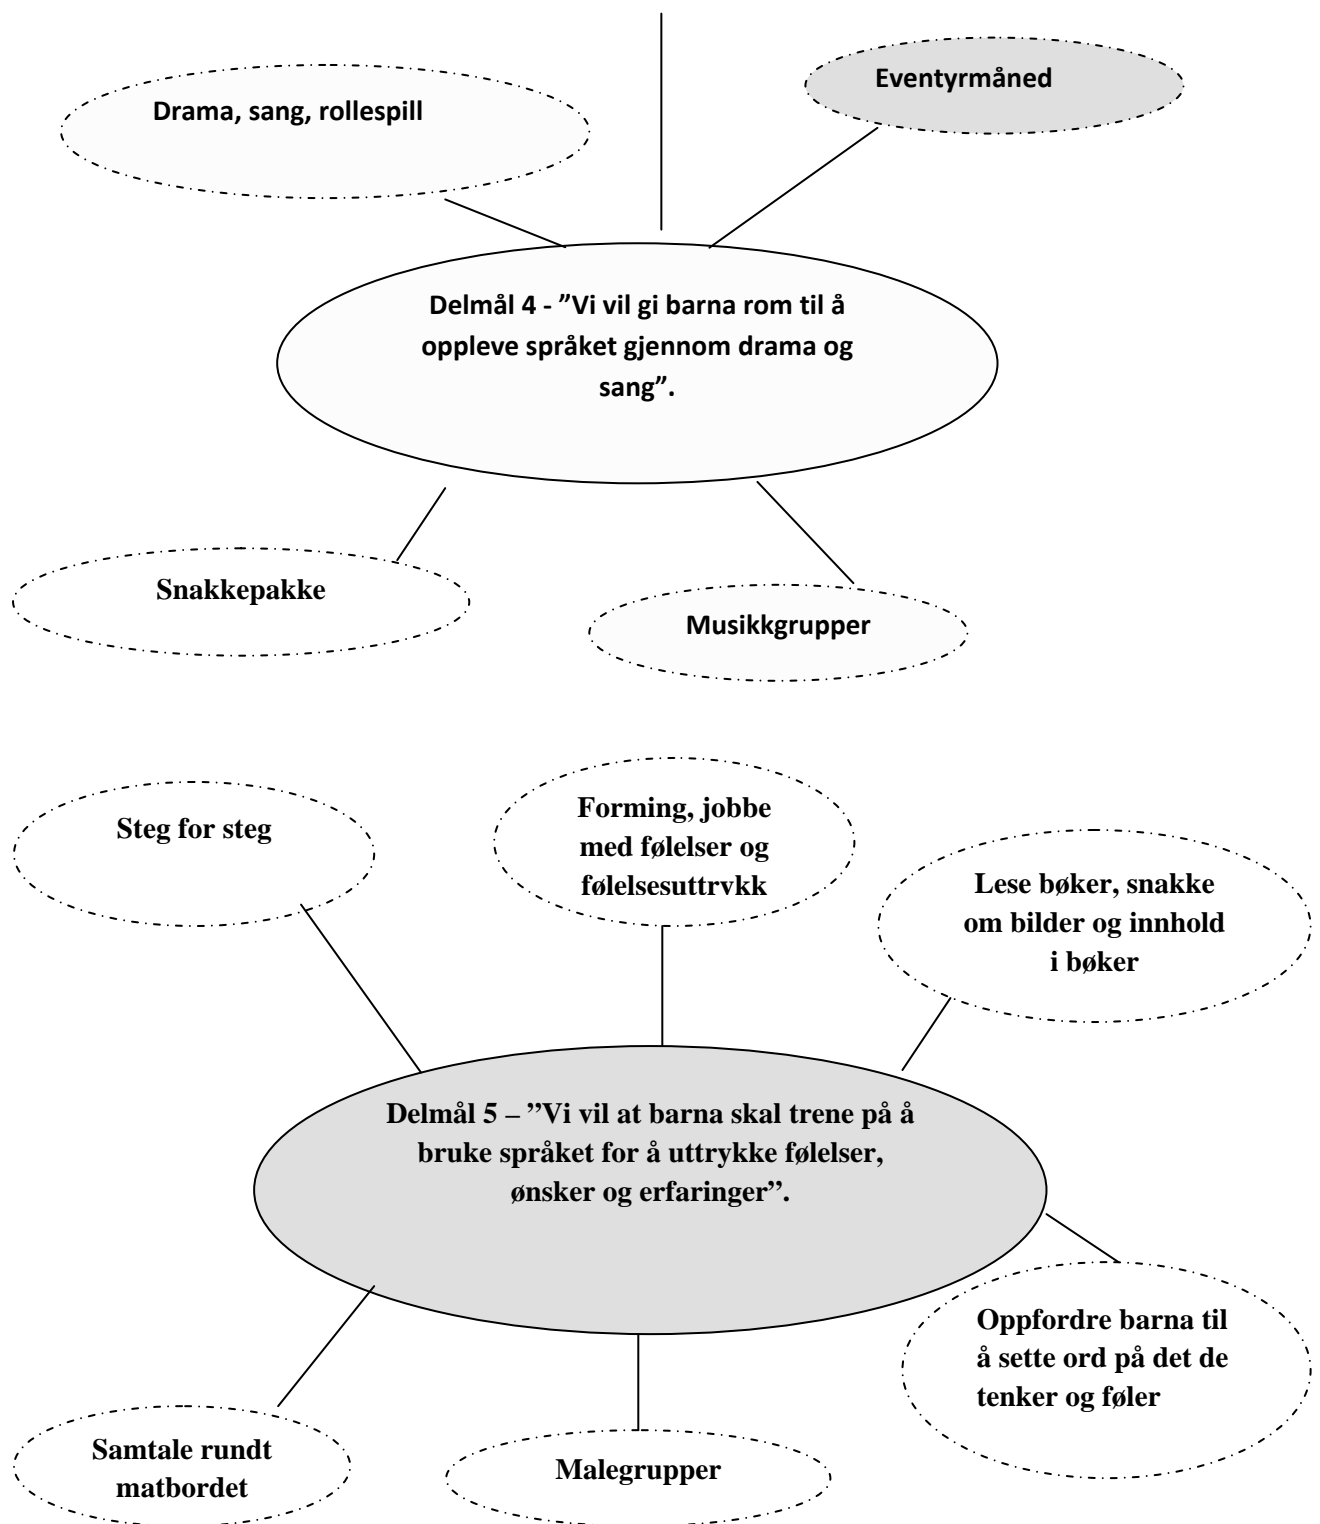 Eventyrmåned
Drama, sang, rollespill
Delmål 4 - ”Vi vil gi barna rom til å
oppleve språket gjennom drama og
sang”.
Snakkepakke
Musikkgrupper
Steg for steg
Forming, jobbe
med følelser og
følelsesuttrvkk
Lese bøker, snakke
om bilder og innhold
i bøker
Delmål 5 – ”Vi vil at barna skal trene på å
bruke språket for å uttrykke følelser,
ønsker og erfaringer”.
Oppfordre barna til
å sette ord på det de
tenker og føler
Samtale rundt
matbordet
Malegrupper